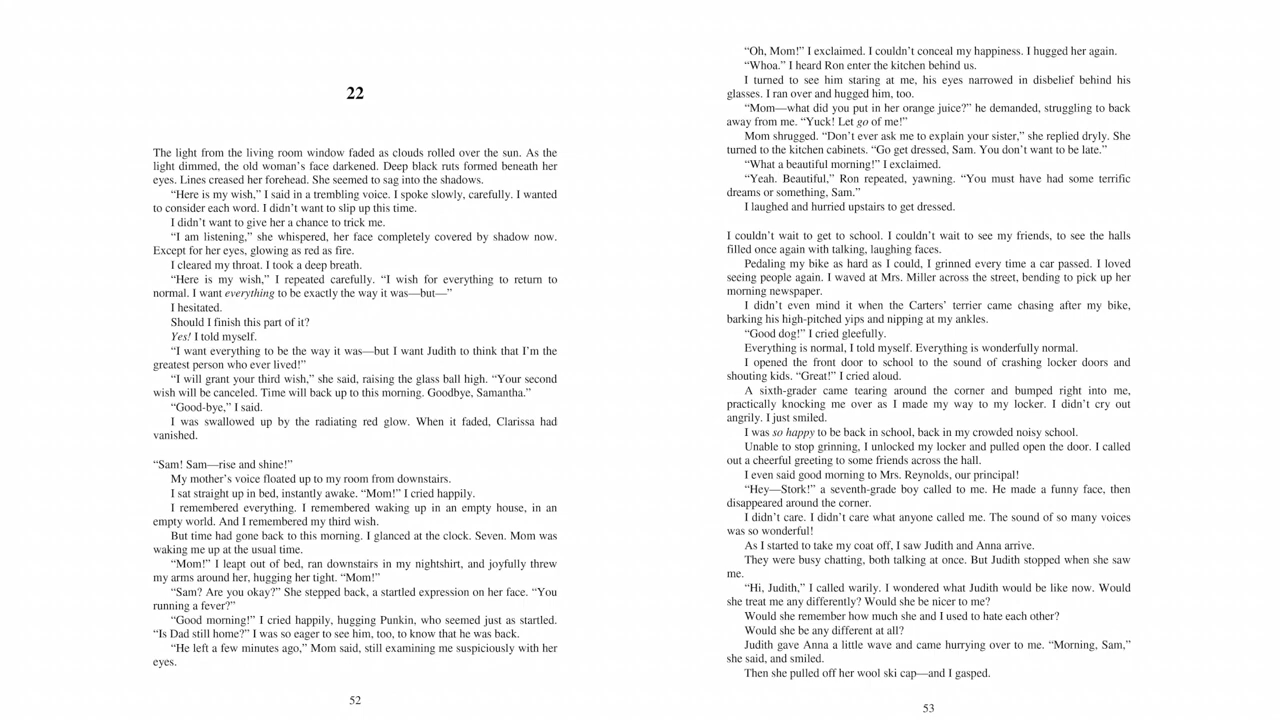 22
The light from the living room window faded as clouds rolled over the sun. As the
light dimmed, the old woman’s face darkened. Deep black ruts formed beneath her
eyes. Lines creased her forehead. She seemed to sag into the shadows.
“Here is my wish,” I said in a trembling voice. I spoke slowly, carefully. I wanted
to consider each word. I didn’t want to slip up this time.
I didn’t want to give her a chance to trick me.
“I am listening,” she whispered, her face completely covered by shadow now.
Except for her eyes, glowing as red as fire.
I cleared my throat. I took a deep breath.
“Here is my wish,” I repeated carefully. “I wish for everything to return to
normal. I want everything to be exactly the way it was—but—”
I hesitated.
Should I finish this part of it?
Yes! I told myself.
“I want everything to be the way it was—but I want Judith to think that I’m the
greatest person who ever lived!”
“I will grant your third wish,” she said, raising the glass ball high. “Your second
wish will be canceled. Time will back up to this morning. Goodbye, Samantha.”
“Good-bye,” I said.
I was swallowed up by the radiating red glow. When it faded, Clarissa had
vanished.
“Sam! Sam—rise and shine!”
My mother’s voice floated up to my room from downstairs.
I sat straight up in bed, instantly awake. “Mom!” I cried happily.
I remembered everything. I remembered waking up in an empty house, in an
empty world. And I remembered my third wish.
But time had gone back to this morning. I glanced at the clock. Seven. Mom was
waking me up at the usual time.
“Mom!” I leapt out of bed, ran downstairs in my nightshirt, and joyfully threw
my arms around her, hugging her tight. “Mom!”
“Sam? Are you okay?” She stepped back, a startled expression on her face. “You
running a fever?”
“Good morning!” I cried happily, hugging Punkin, who seemed just as startled.
“Is Dad still home?” I was so eager to see him, too, to know that he was back.
“He left a few minutes ago,” Mom said, still examining me suspiciously with her
eyes.
52
“Oh, Mom!” I exclaimed. I couldn’t conceal my happiness. I hugged her again.
“Whoa.” I heard Ron enter the kitchen behind us.
I turned to see him staring at me, his eyes narrowed in disbelief behind his
glasses. I ran over and hugged him, too.
“Mom—what did you put in her orange juice?” he demanded, struggling to back
away from me. “Yuck! Let go of me!”
Mom shrugged. “Don’t ever ask me to explain your sister,” she replied dryly. She
turned to the kitchen cabinets. “Go get dressed, Sam. You don’t want to be late.”
“What a beautiful morning!” I exclaimed.
“Yeah. Beautiful,” Ron repeated, yawning. “You must have had some terrific
dreams or something, Sam.”
I laughed and hurried upstairs to get dressed.
I couldn’t wait to get to school. I couldn’t wait to see my friends, to see the halls
filled once again with talking, laughing faces.
Pedaling my bike as hard as I could, I grinned every time a car passed. I loved
seeing people again. I waved at Mrs. Miller across the street, bending to pick up her
morning newspaper.
I didn’t even mind it when the Carters’ terrier came chasing after my bike,
barking his high-pitched yips and nipping at my ankles.
“Good dog!” I cried gleefully.
Everything is normal, I told myself. Everything is wonderfully normal.
I opened the front door to school to the sound of crashing locker doors and
shouting kids. “Great!” I cried aloud.
A sixth-grader came tearing around the corner and bumped right into me,
practically knocking me over as I made my way to my locker. I didn’t cry out
angrily. I just smiled.
I was so happy to be back in school, back in my crowded noisy school.
Unable to stop grinning, I unlocked my locker and pulled open the door. I called
out a cheerful greeting to some friends across the hall.
I even said good morning to Mrs. Reynolds, our principal!
“Hey—Stork!” a seventh-grade boy called to me. He made a funny face, then
disappeared around the corner.
I didn’t care. I didn’t care what anyone called me. The sound of so many voices
was so wonderful!
As I started to take my coat off, I saw Judith and Anna arrive.
They were busy chatting, both talking at once. But Judith stopped when she saw
me.
“Hi, Judith,” I called warily. I wondered what Judith would be like now. Would
she treat me any differently? Would she be nicer to me?
Would she remember how much she and I used to hate each other?
Would she be any different at all?
Judith gave Anna a little wave and came hurrying over to me. “Morning, Sam,”
she said, and smiled.
Then she pulled off her wool ski cap—and I gasped.
53